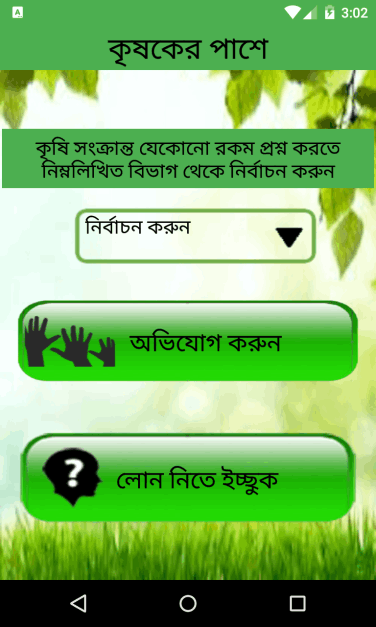 3:02
কৃষকের পাশে
কৃষি সংক্রান্ত যেকোনো রকম প্রশ্ন করতে
নিম্নলিখিত বিভাগ থেকে নির্বাচন করুন
নির্বাচন করুন
অভিযোগ করুন
লোন নিতে ইচ্ছুক